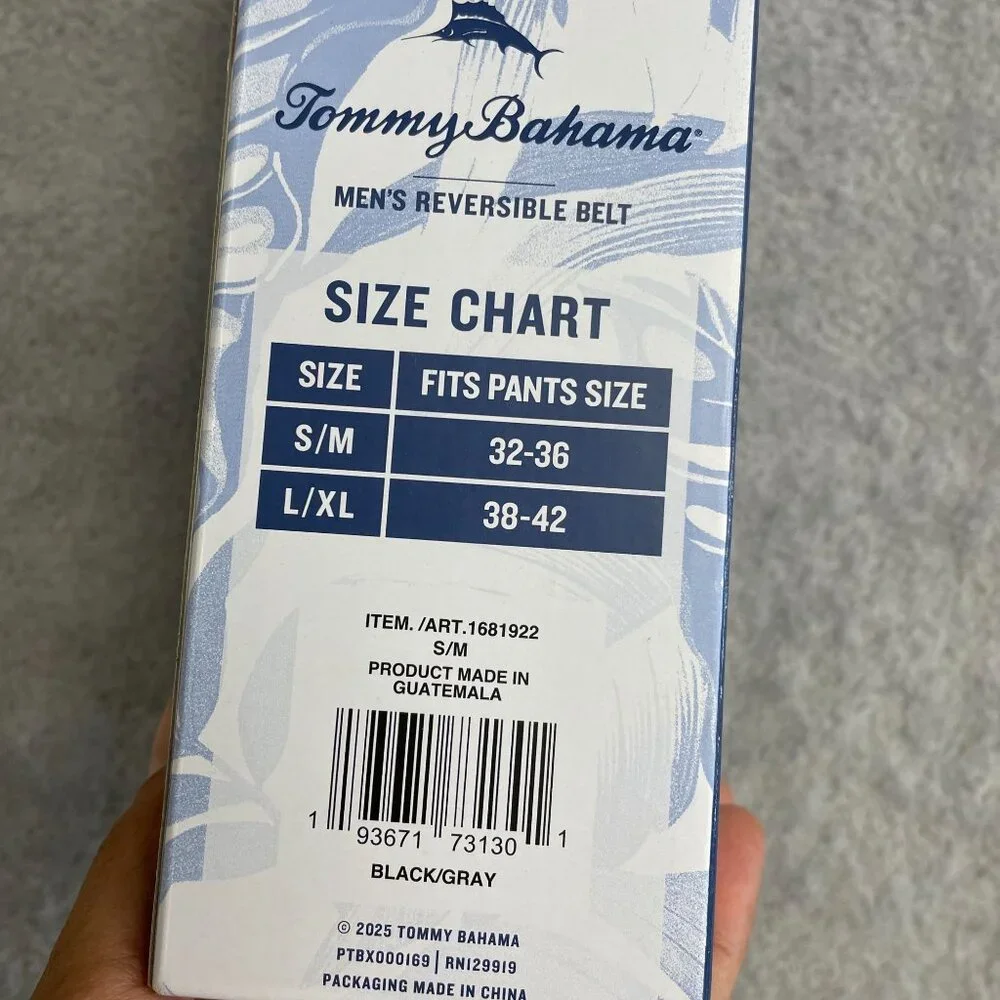 Tommy Bahama®
MEN'S REVERSIBLE BELT
SIZE CHART
SIZE FITS PANTS SIZE
S/M 32-36
L/XL 38-42
ITEM. /ART.1681922
S/M
PRODUCT MADE IN
GUATEMALA
1 93671 73130 1
BLACK/GRAY
© 2025 TOMMY BAHAMA
PTBX000169 | RN129919
PACKAGING MADE IN CHINA